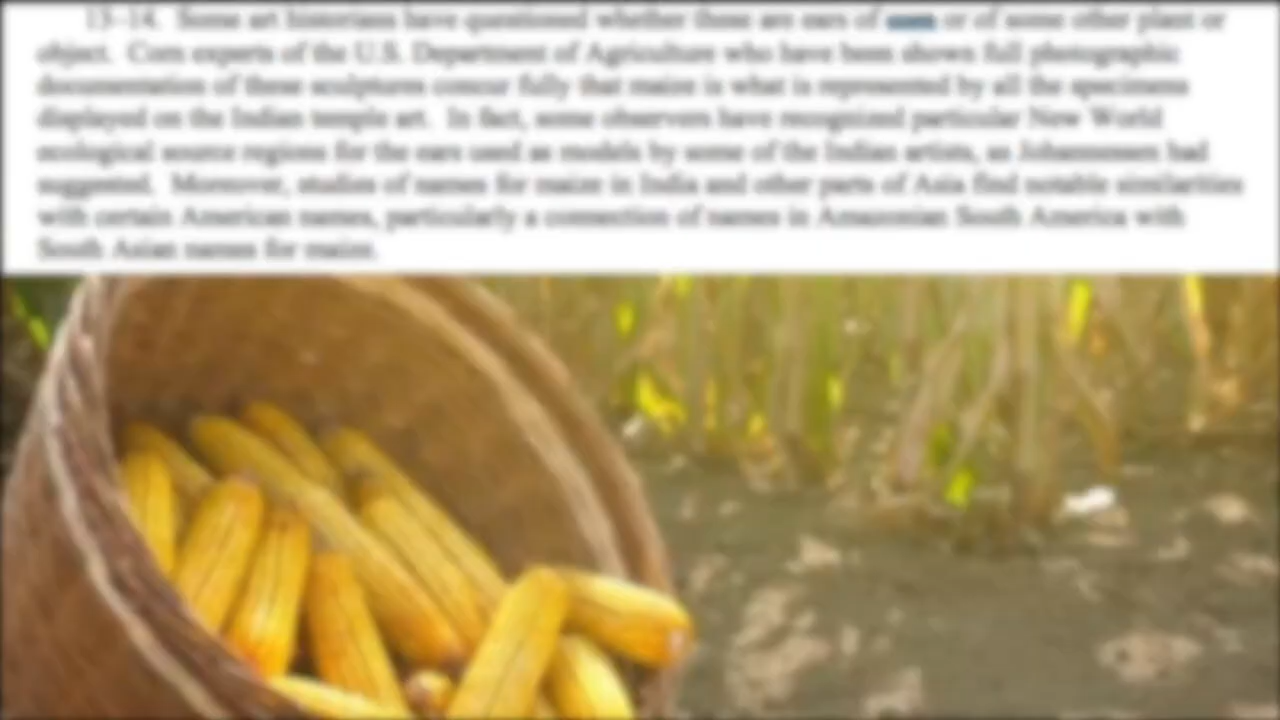 13–14. Some art historians have questioned whether these are ears of corn or of some other plant or
object. Corn experts of the U.S. Department of Agriculture who have been shown full photographic
documentation of these sculptures concur fully that maize is what is represented by all the specimens
displayed on the Indian temple art. In fact, some observers have recognized particular New World
ecological source regions for the ears used as models by some of the Indian artists, as Johannessen had
suggested. Moreover, studies of names for maize in India and other parts of Asia find notable similarities
with certain American names, particularly a connection of names in Amazonian South America with
South Asian names for maize.